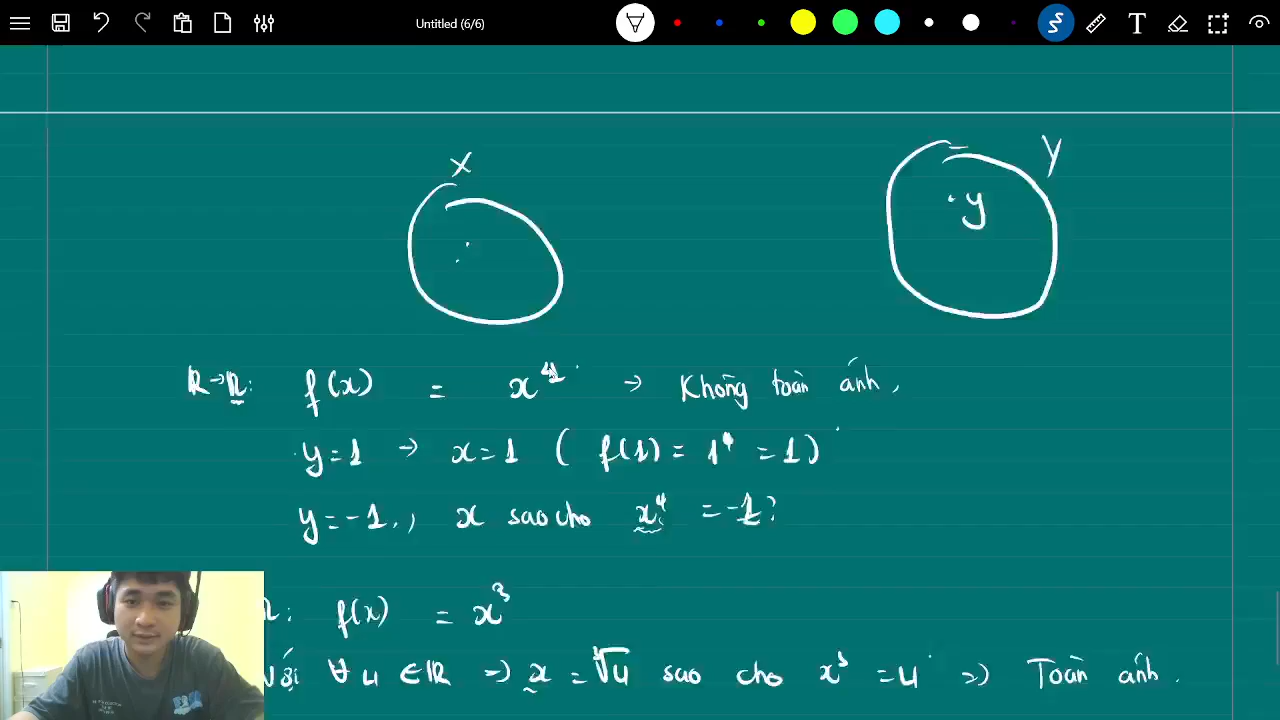 Untitled (6/6)
X Y
y
R→R: f(x) = x⁴ → Không toàn ánh,
y=1 → x=1 ( f(1) = 1⁴ = 1)
y=-1, x sao cho x⁴ = -1?
f(x) = x³
∀ y ∈ R => x = ∛y sao cho x³ = y => Toàn ánh.